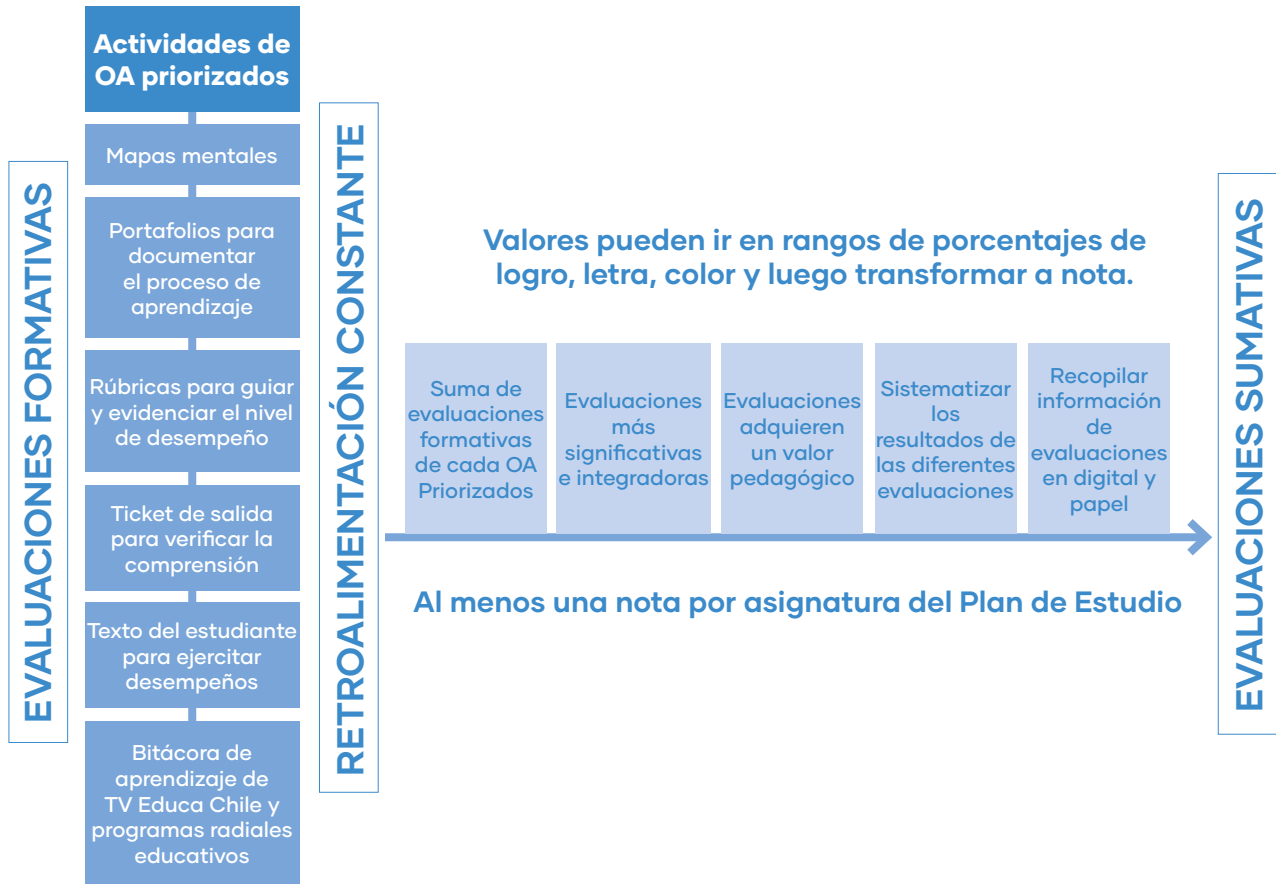 EVALUACIONES FORMATIVAS
Actividades de
OA priorizados
Mapas mentales
Portafolios para
documentar
el proceso de
aprendizaje
Rúbricas para guiar
y evidenciar el nivel
de desempeño
Ticket de salida
para verificar la
comprensión
Texto del estudiante
para ejercitar
desempeños
Bitácora de
aprendizaje de
TV Educa Chile y
programas radiales
educativos
RETROALIMENTACIÓN CONSTANTE
Valores pueden ir en rangos de porcentajes de
logro, letra, color y luego transformar a nota.
Suma de
evaluaciones
formativas
de cada OA
Priorizados
Evaluaciones
más
significativas
e integradoras
Evaluaciones
adquieren
un valor
pedagógico
Sistematizar
los
resultados de
las diferentes
evaluaciones
Recopilar
información
de
evaluaciones
en digital y
papel
Al menos una nota por asignatura del Plan de Estudio
EVALUACIONES SUMATIVAS